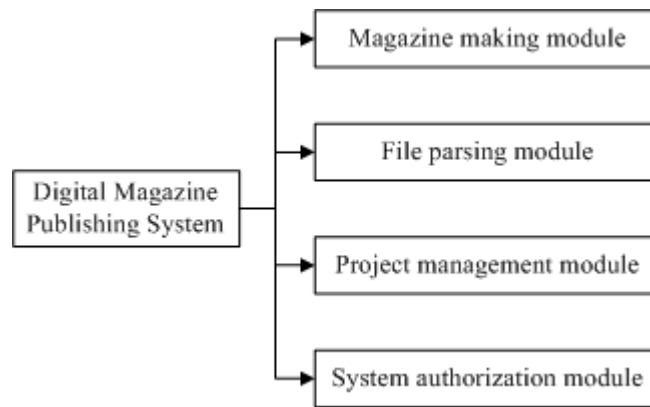 Magazine making module
File parsing module
Digital Magazine
Publishing System
Project management module
System authorization module